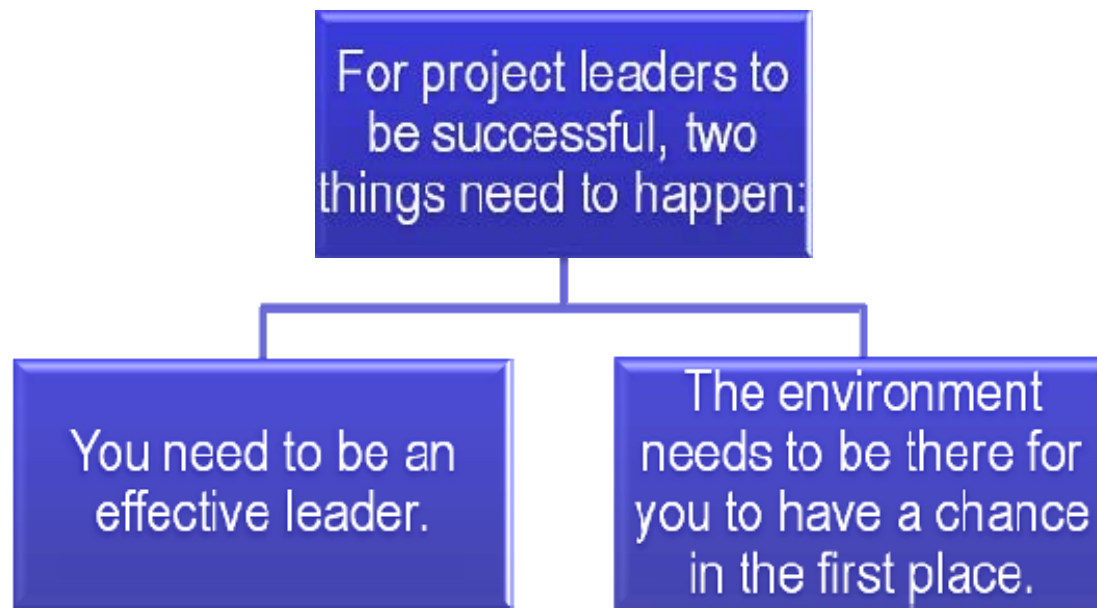 For project leaders to
be successful, two
things need to happen:
You need to be an
effective leader.
The environment
needs to be there for
you to have a chance
in the first place.